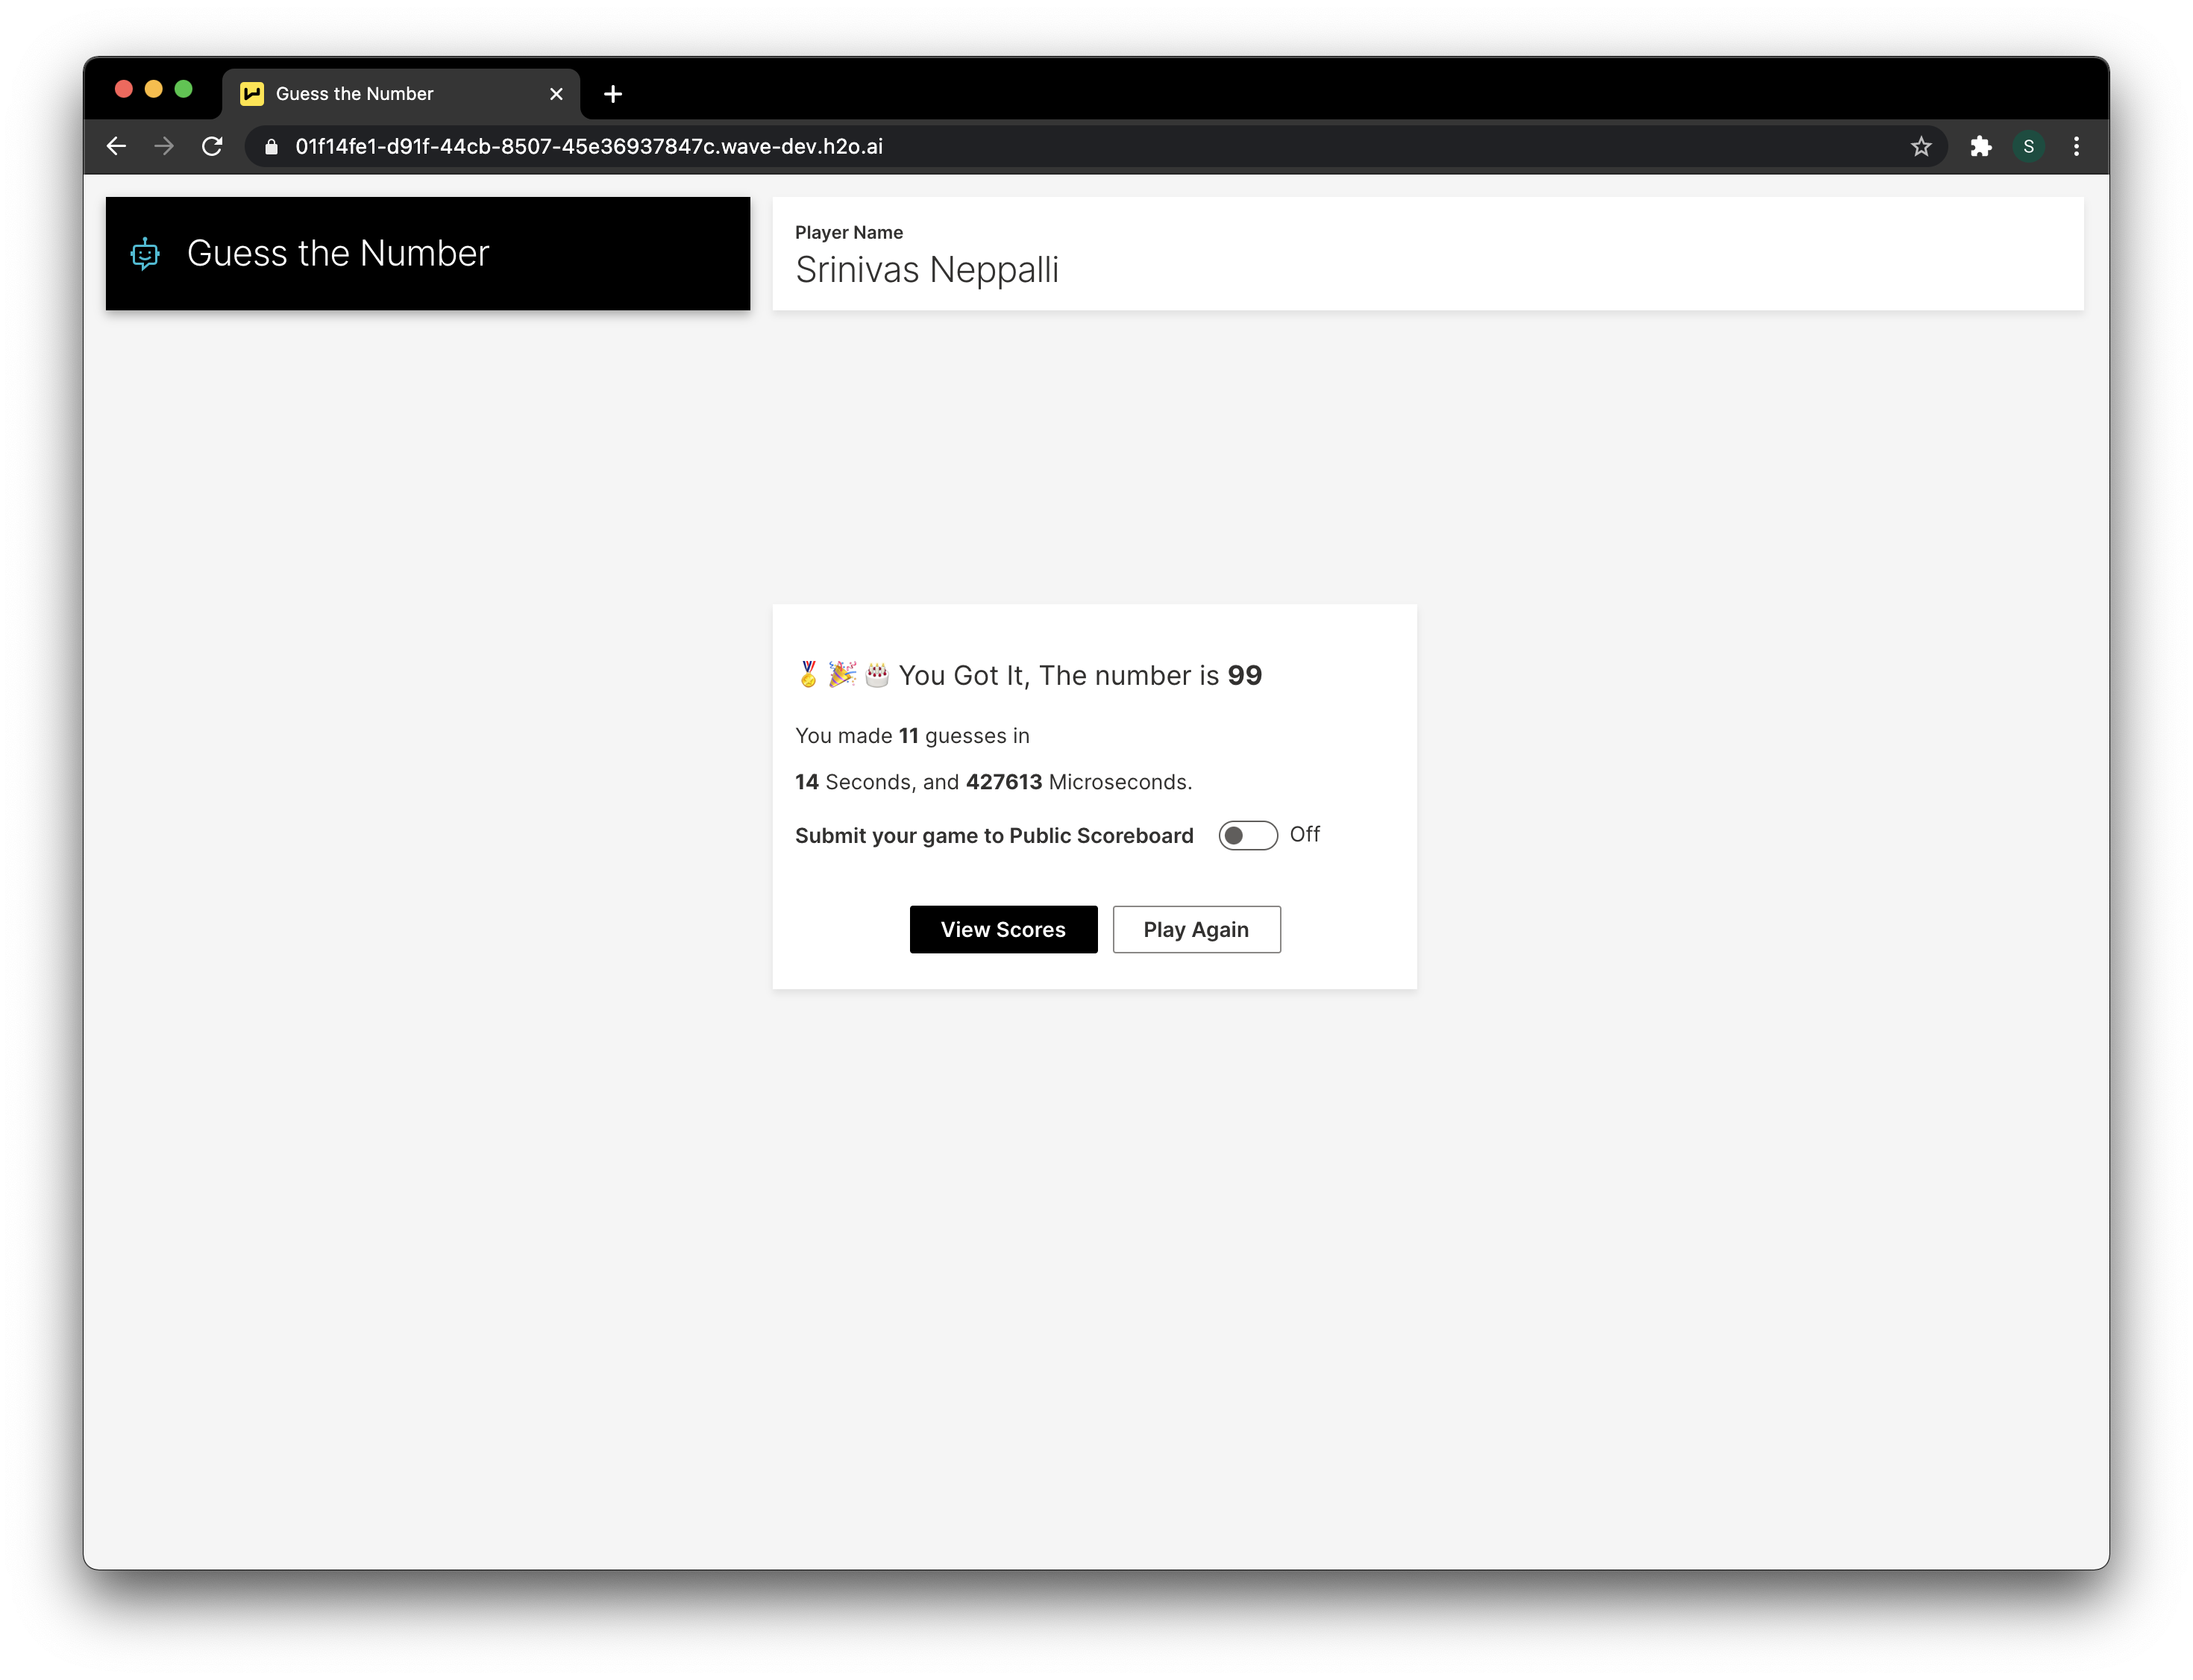 Guess the Number
01f14fe1-d91f-44cb-8507-45e36937847c.wave-dev.h2o.ai
S
Guess the Number
Player Name
Srinivas Neppalli
🏅🎉🎂 You Got It, The number is 99
You made 11 guesses in
14 Seconds, and 427613 Microseconds.
Submit your game to Public Scoreboard Off
View Scores Play Again